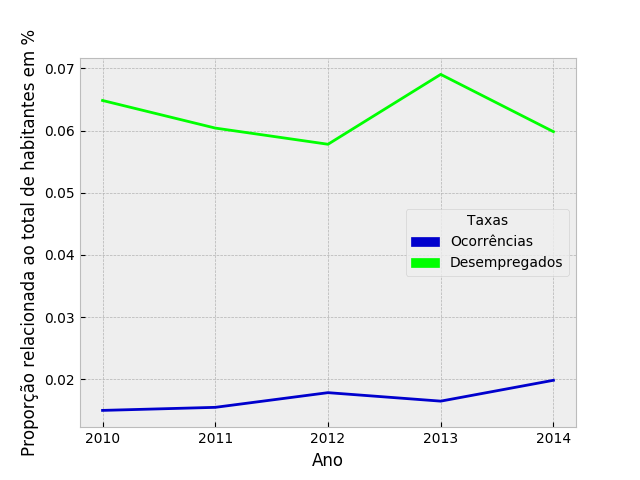 Proporção relacionada ao total de habitantes em %
0.07
0.06
0.05
0.04
0.03
0.02
Taxas
Ocorrências
Desempregados
2010 2011 2012 2013 2014
Ano